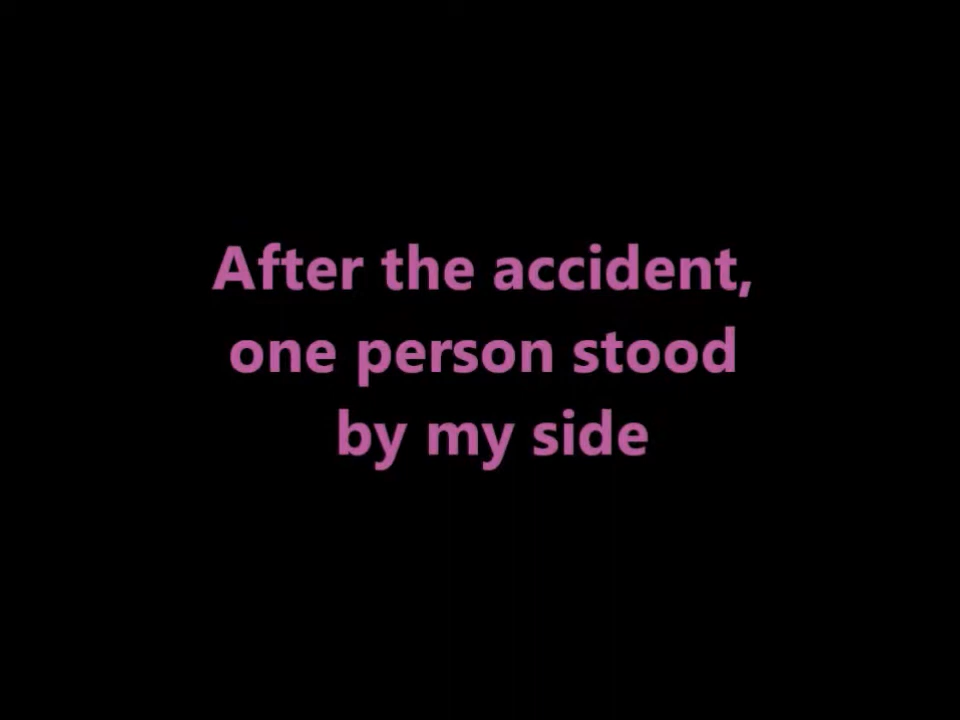 After the accident,
one person stood
by my side